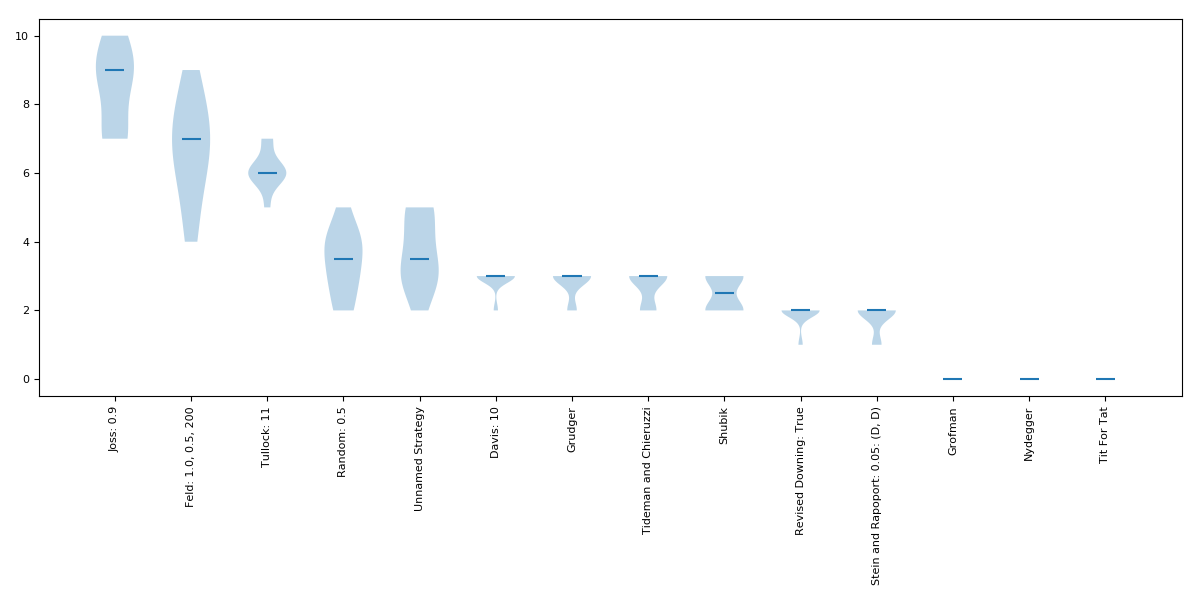 10
8
6
4
2
0
Joss: 0.9
Feld: 1.0, 0.5, 200
Tullock: 11
Random: 0.5
Unnamed Strategy
Davis: 10
Grudger
Tideman and Chieruzzi
Shubik
Revised Downing: True
Stein and Rapoport: 0.05: (D, D)
Grofman
Nydegger
Tit For Tat